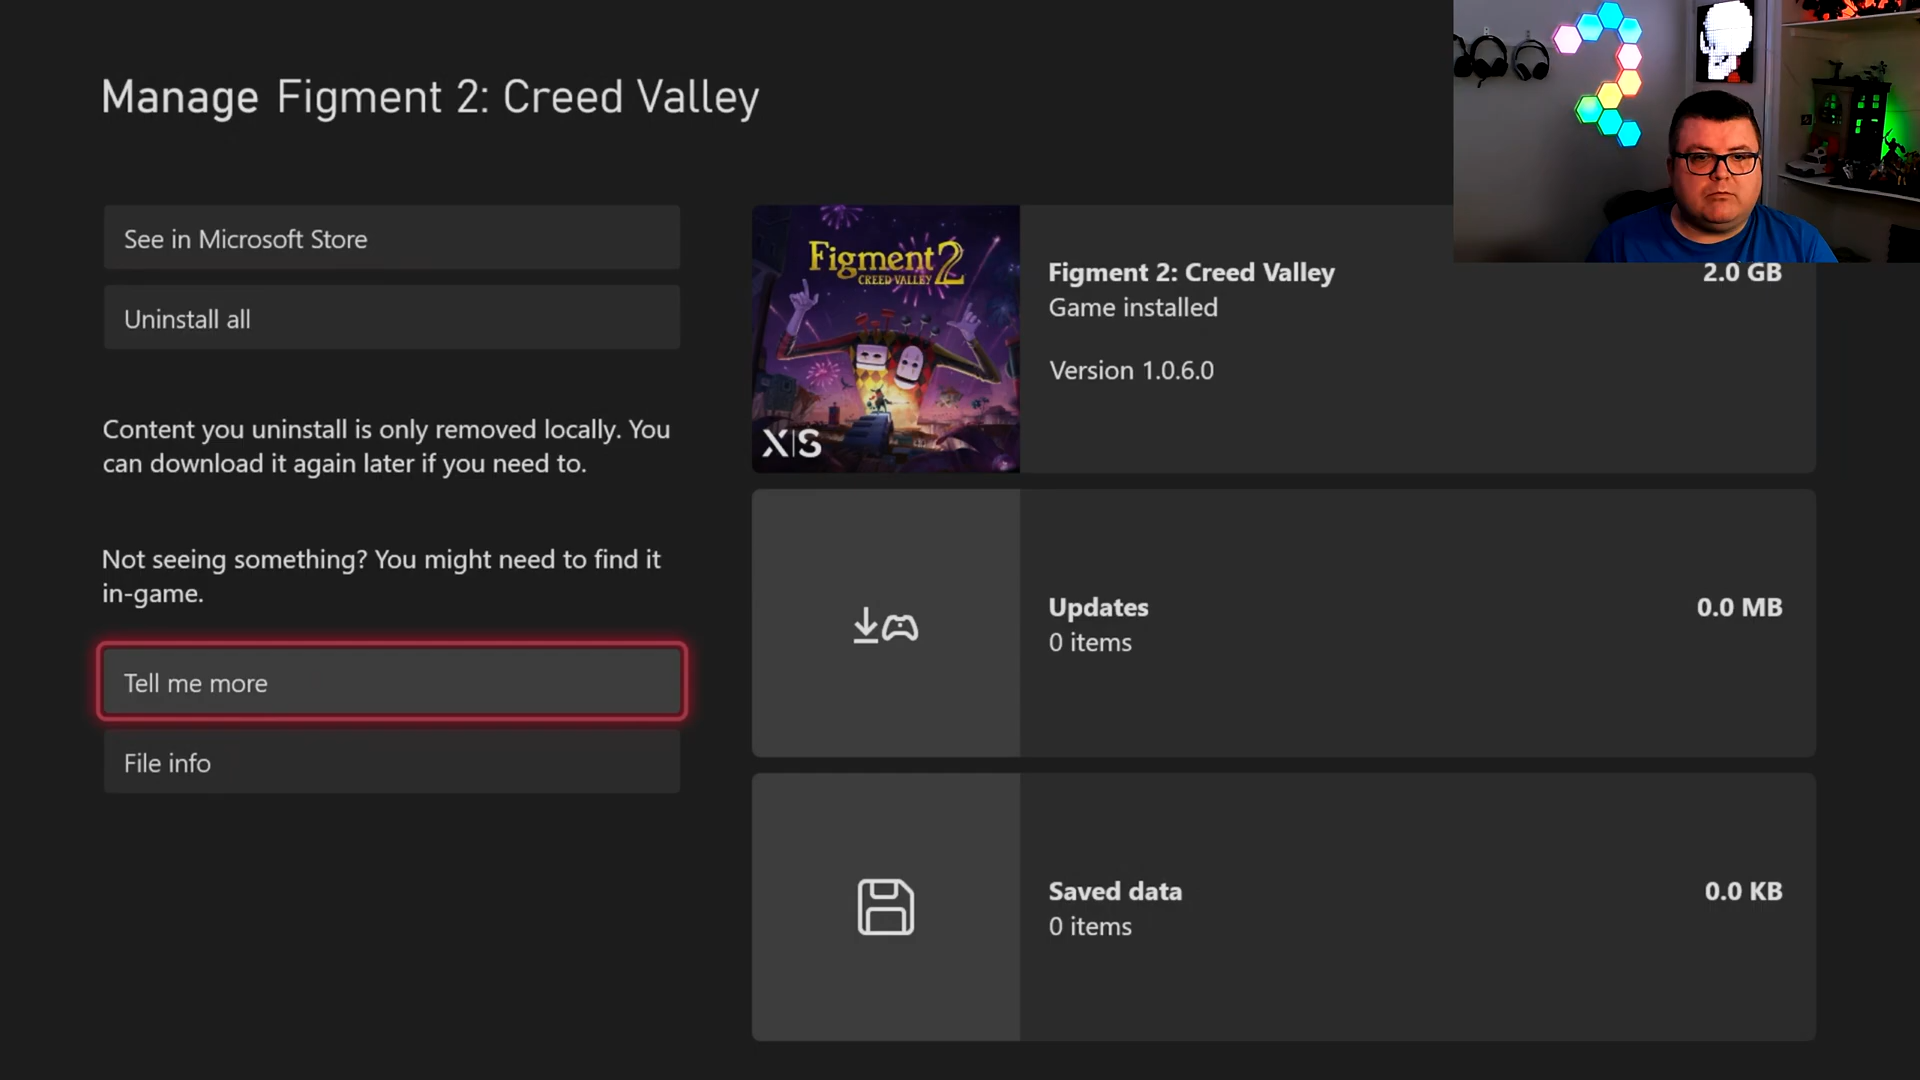 Manage Figment 2: Creed Valley
See in Microsoft Store
Uninstall all
Content you uninstall is only removed locally. You
can download it again later if you need to.
Not seeing something? You might need to find it
in-game.
Tell me more
File info
Figment 2
CREED VALLEY
X|S
Figment 2: Creed Valley
2.0 GB
Game installed
Version 1.0.6.0
Updates
0.0 MB
0 items
Saved data
0.0 KB
0 items